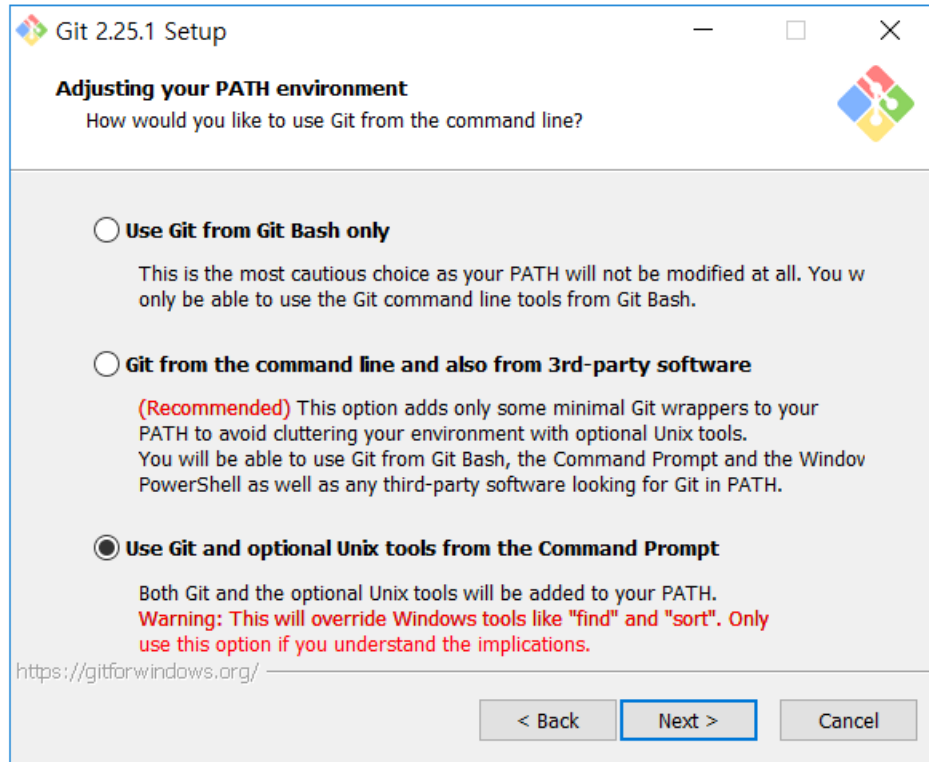 Git 2.25.1 Setup
Adjusting your PATH environment
How would you like to use Git from the command line?
Use Git from Git Bash only
This is the most cautious choice as your PATH will not be modified at all. You w
only be able to use the Git command line tools from Git Bash.
Git from the command line and also from 3rd-party software
(Recommended) This option adds only some minimal Git wrappers to your
PATH to avoid cluttering your environment with optional Unix tools.
You will be able to use Git from Git Bash, the Command Prompt and the Window
PowerShell as well as any third-party software looking for Git in PATH.
Use Git and optional Unix tools from the Command Prompt
Both Git and the optional Unix tools will be added to your PATH.
Warning: This will override Windows tools like "find" and "sort". Only
use this option if you understand the implications.
https://gitforwindows.org/
< Back Next > Cancel